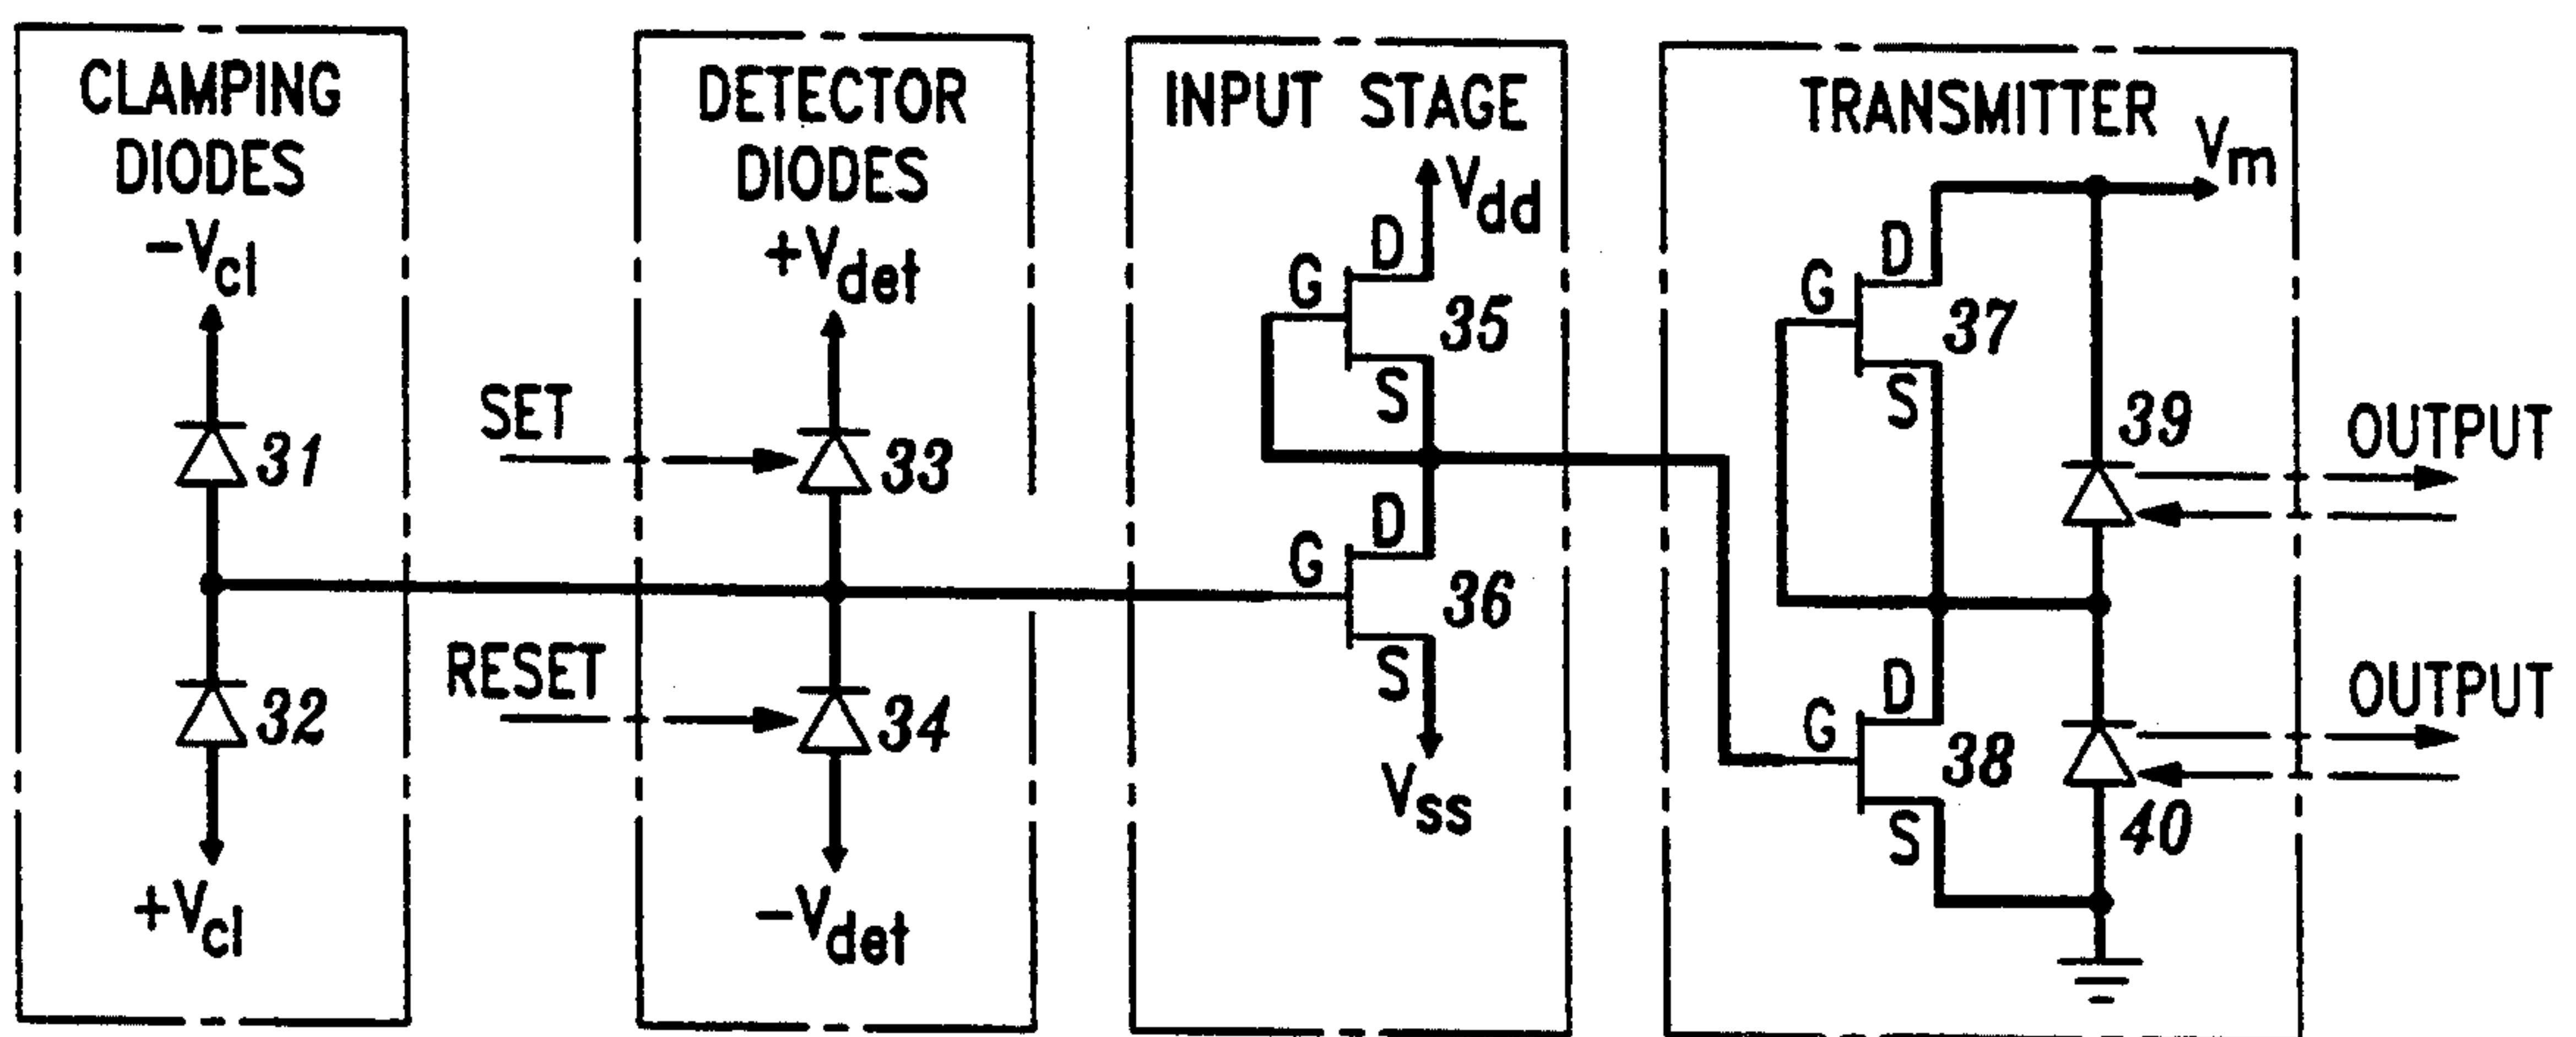 CLAMPING
DIODES
-Vcl
31
32
+Vcl
SET
RESET
DETECTOR
DIODES
+Vdet
33
34
-Vdet
INPUT STAGE
Vdd
D
G
35
S
D
G
36
S
Vss
TRANSMITTER
Vm
D
G
37
S
39
OUTPUT
D
G
38
S
40
OUTPUT